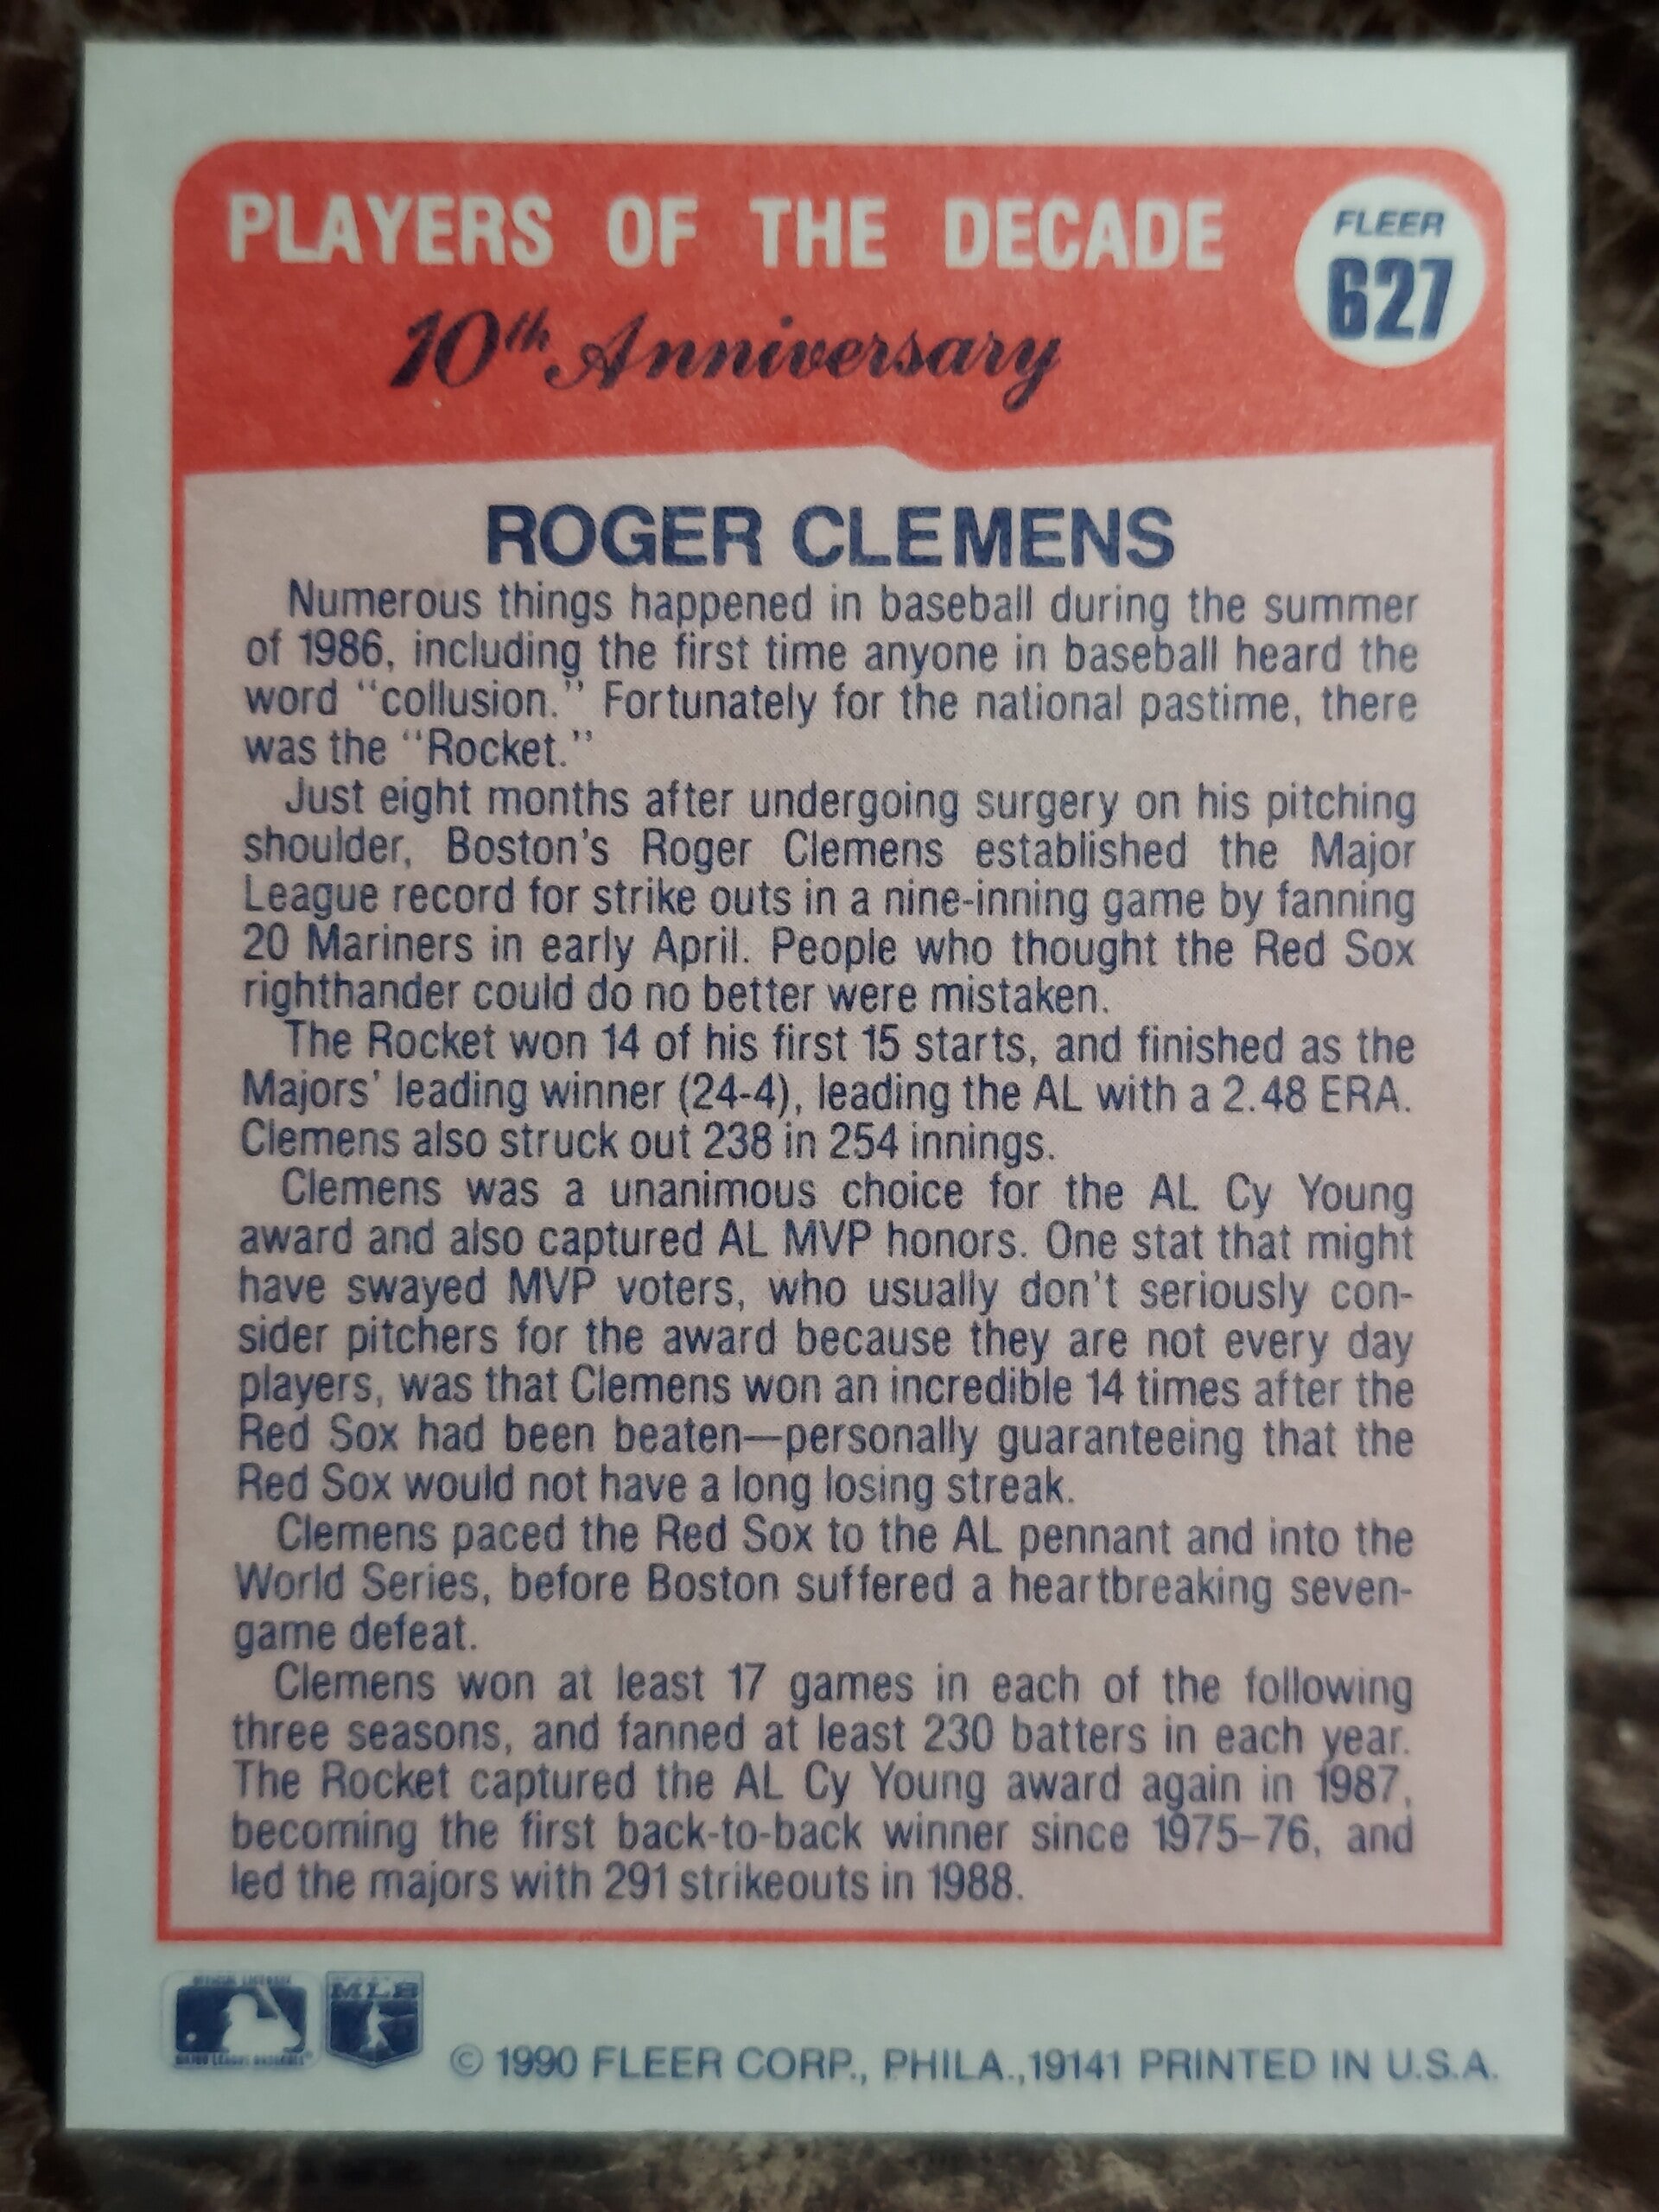 PLAYERS OF THE DECADE
FLEER
627
10th Anniversary
ROGER CLEMENS
Numerous things happened in baseball during the summer
of 1986, including the first time anyone in baseball heard the
word "collusion." Fortunately for the national pastime, there
was the "Rocket."
Just eight months after undergoing surgery on his pitching
shoulder, Boston's Roger Clemens established the Major
League record for strike outs in a nine-inning game by fanning
20 Mariners in early April. People who thought the Red Sox
righthander could do no better were mistaken.
The Rocket won 14 of his first 15 starts, and finished as the
Majors' leading winner (24-4), leading the AL with a 2.48 ERA.
Clemens also struck out 238 in 254 innings.
Clemens was a unanimous choice for the AL Cy Young
award and also captured AL MVP honors. One stat that might
have swayed MVP voters, who usually don't seriously con-
sider pitchers for the award because they are not every day
players, was that Clemens won an incredible 14 times after the
Red Sox had been beaten—personally guaranteeing that the
Red Sox would not have a long losing streak.
Clemens paced the Red Sox to the AL pennant and into the
World Series, before Boston suffered a heartbreaking seven-
game defeat.
Clemens won at least 17 games in each of the following
three seasons, and fanned at least 230 batters in each year.
The Rocket captured the AL Cy Young award again in 1987,
becoming the first back-to-back winner since 1975–76, and
led the majors with 291 strikeouts in 1988.
MLB
© 1990 FLEER CORP., PHILA.,19141 PRINTED IN U.S.A.